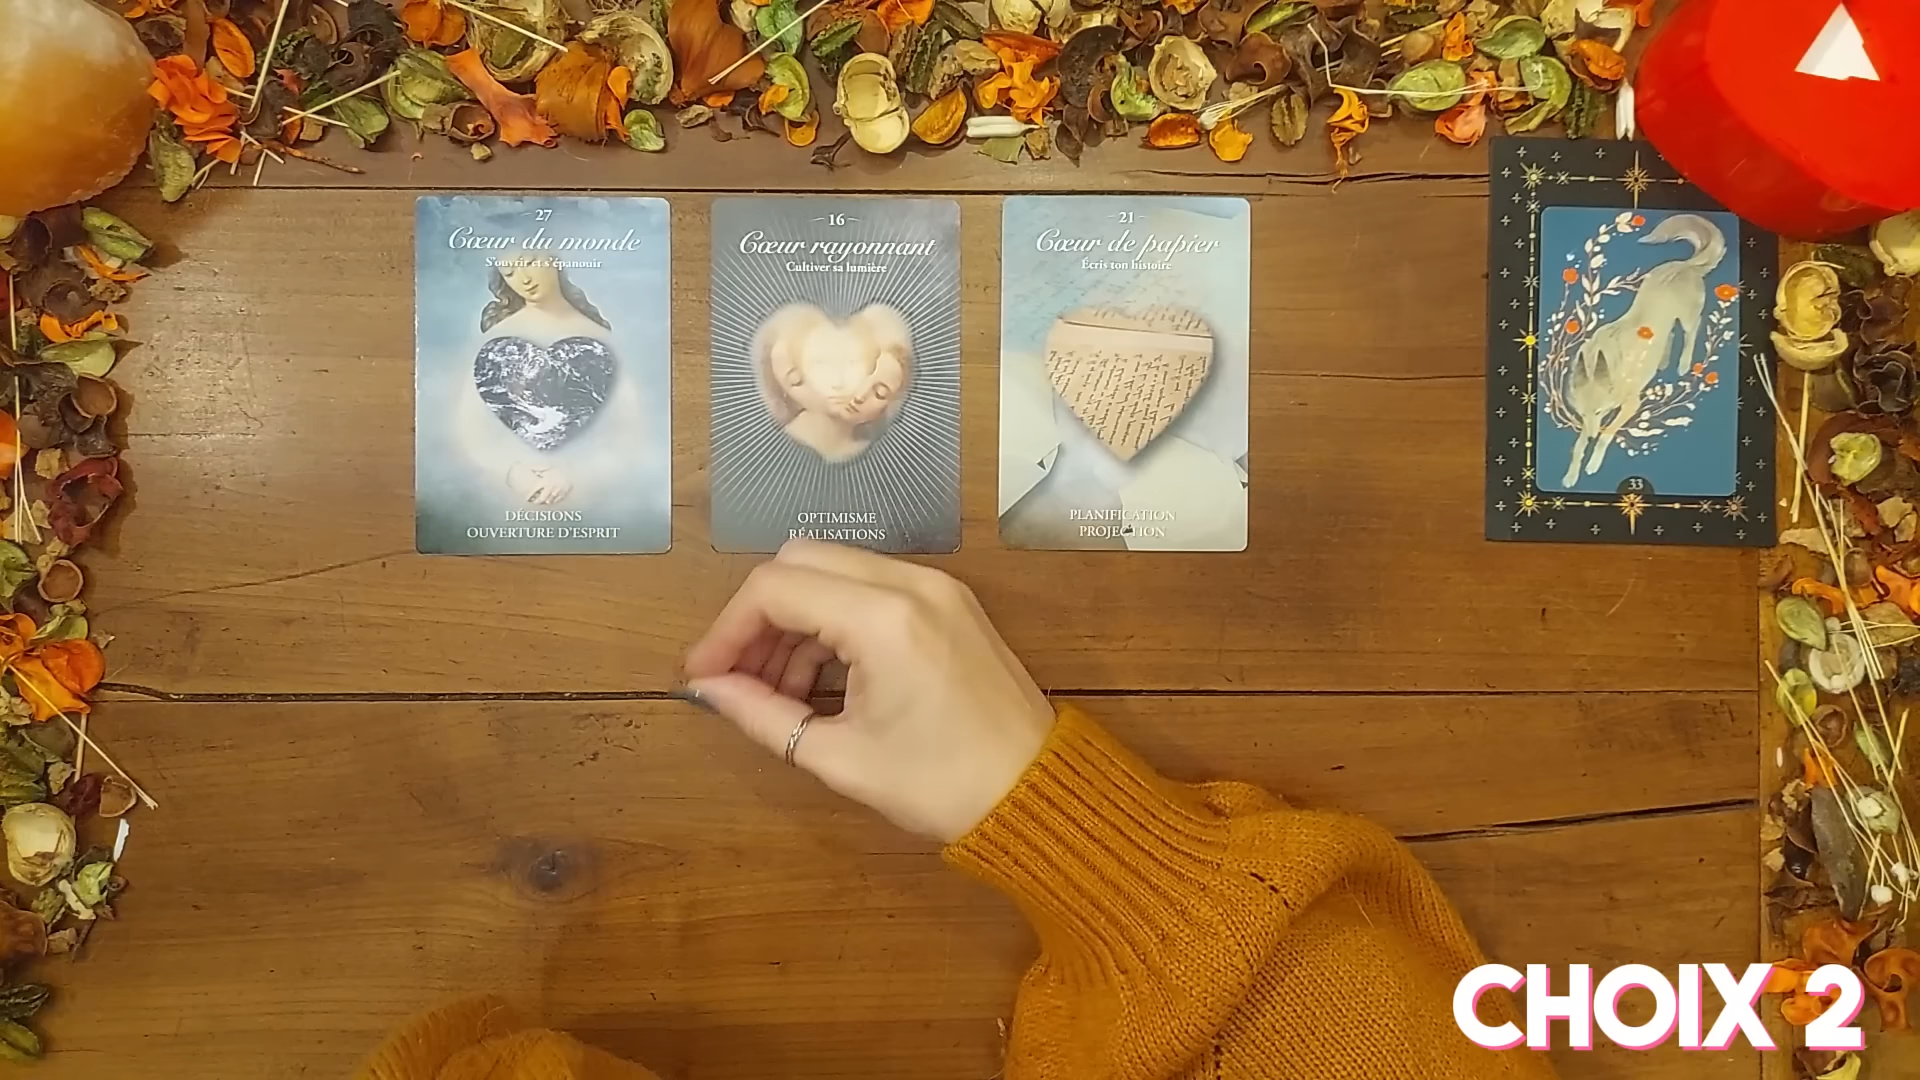 27
Cœur du monde
S'ouvrir et s'épanouir
DÉCISIONS
OUVERTURE D'ESPRIT
16
Cœur rayonnant
Cultiver sa lumière
OPTIMISME
RÉALISATIONS
21
Cœur de papier
Écris ton histoire
PLANIFICATION
PROJECTION
33
CHOIX 2